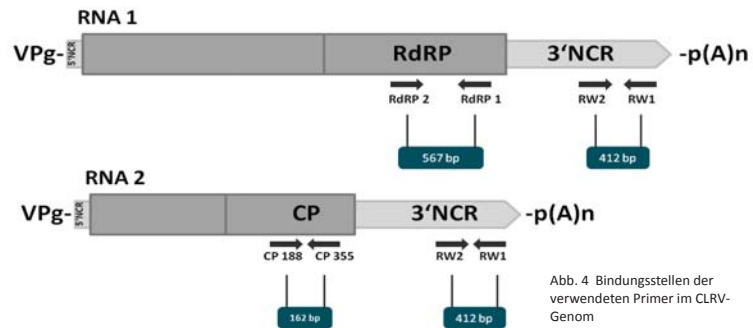 RNA 1
VPg-
5'NCR
RdRP
3'NCR
-p(A)n
RdRP 2
RdRP 1
RW2
RW1
567 bp
412 bp
RNA 2
VPg-
5'NCR
CP
3'NCR
-p(A)n
CP 188
CP 355
RW2
RW1
162 bp
412 bp
Abb. 4 Bindungsstellen der
verwendeten Primer im CLRV-
Genom